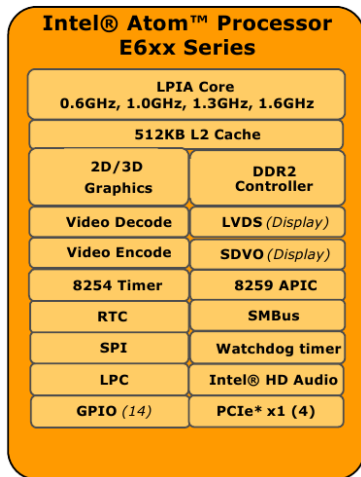 Intel® Atom™ Processor
E6xx Series
LPIA Core
0.6GHz, 1.0GHz, 1.3GHz, 1.6GHz
512KB L2 Cache
2D/3D
Graphics
DDR2
Controller
Video Decode
LVDS (Display)
Video Encode
SDVO (Display)
8254 Timer
8259 APIC
RTC
SMBus
SPI
Watchdog timer
LPC
Intel® HD Audio
GPIO (14)
PCIe* x1 (4)